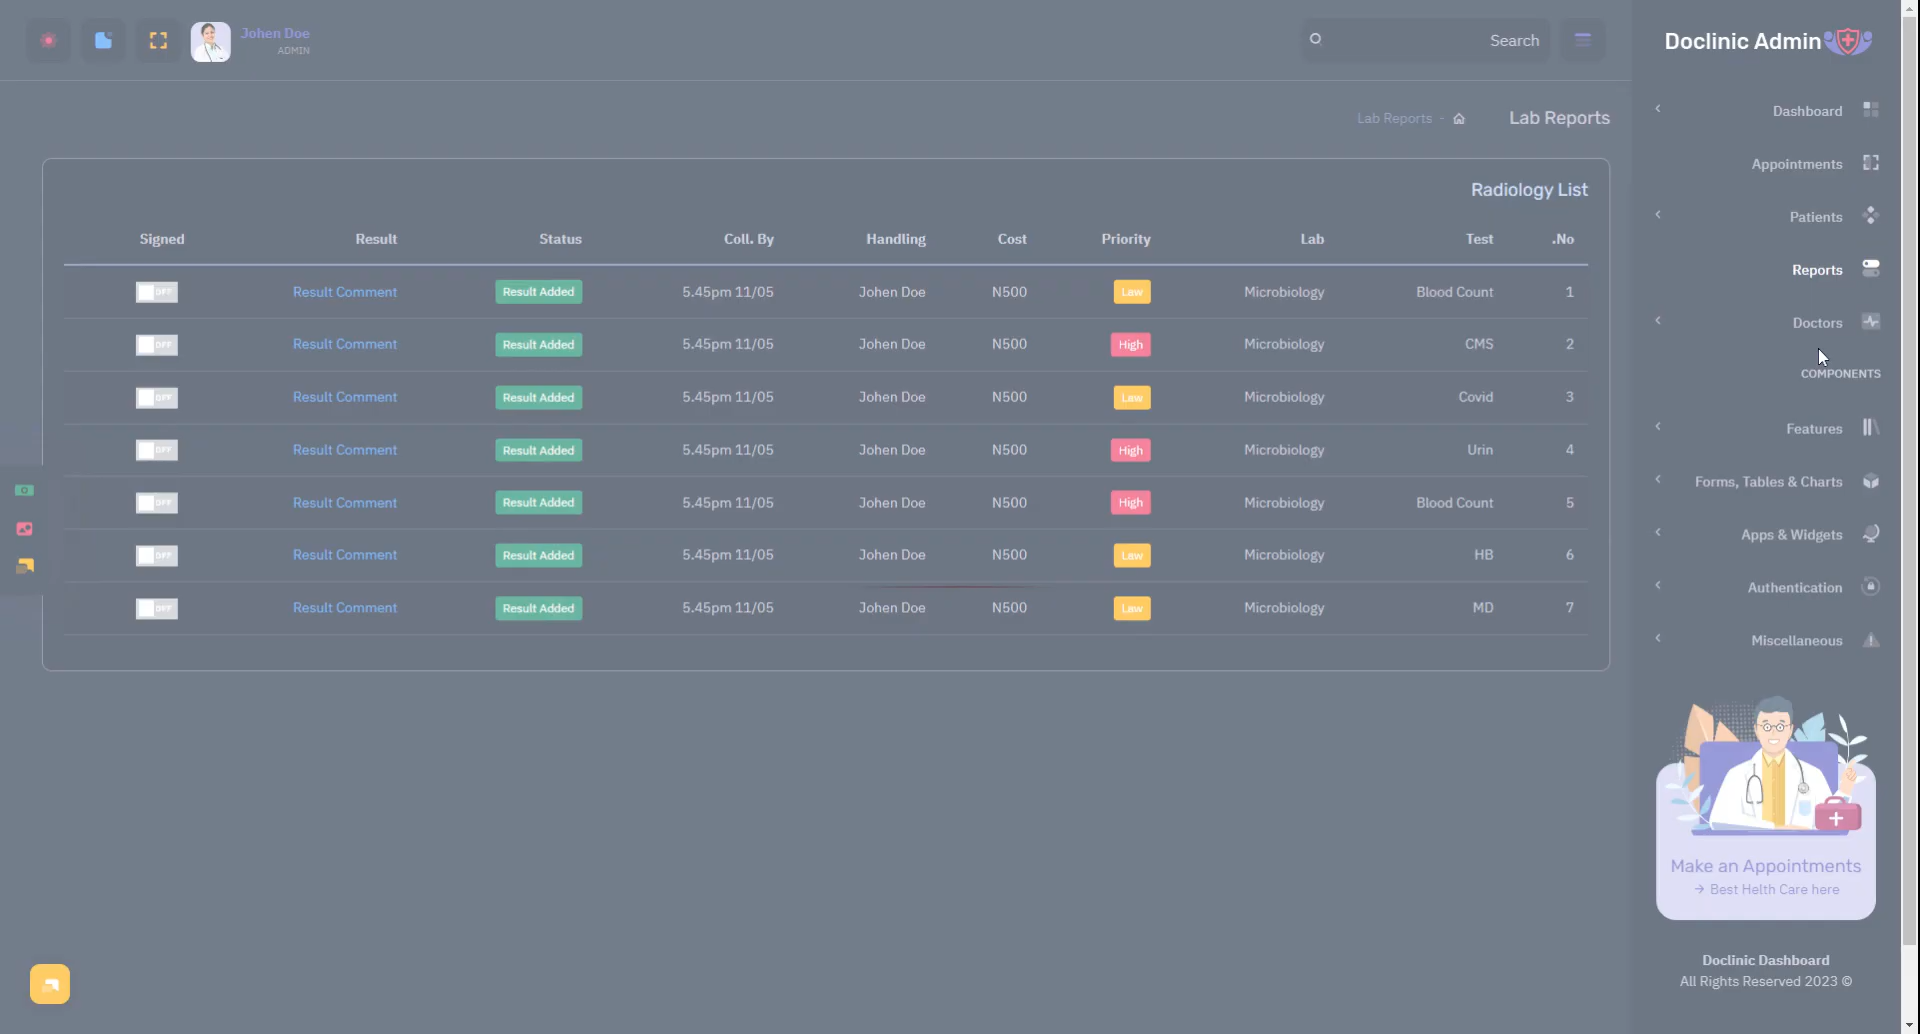 Johen Doe
ADMIN
Search
Doclinic Admin
Lab Reports - Lab Reports
Radiology List
Signed Result Status Coll. By Handling Cost Priority Lab Test .No
OFF Result Comment Result Added 5.45pm 11/05 Johen Doe N500 Law Microbiology Blood Count 1
OFF Result Comment Result Added 5.45pm 11/05 Johen Doe N500 High Microbiology CMS 2
OFF Result Comment Result Added 5.45pm 11/05 Johen Doe N500 Law Microbiology Covid 3
OFF Result Comment Result Added 5.45pm 11/05 Johen Doe N500 High Microbiology Urin 4
OFF Result Comment Result Added 5.45pm 11/05 Johen Doe N500 High Microbiology Blood Count 5
OFF Result Comment Result Added 5.45pm 11/05 Johen Doe N500 Law Microbiology HB 6
OFF Result Comment Result Added 5.45pm 11/05 Johen Doe N500 Law Microbiology MD 7
Dashboard
Appointments
Patients
Reports
Doctors
COMPONENTS
Features
Forms, Tables & Charts
Apps & Widgets
Authentication
Miscellaneous
Make an Appointments
→ Best Helth Care here
Doclinic Dashboard
All Rights Reserved 2023 ©